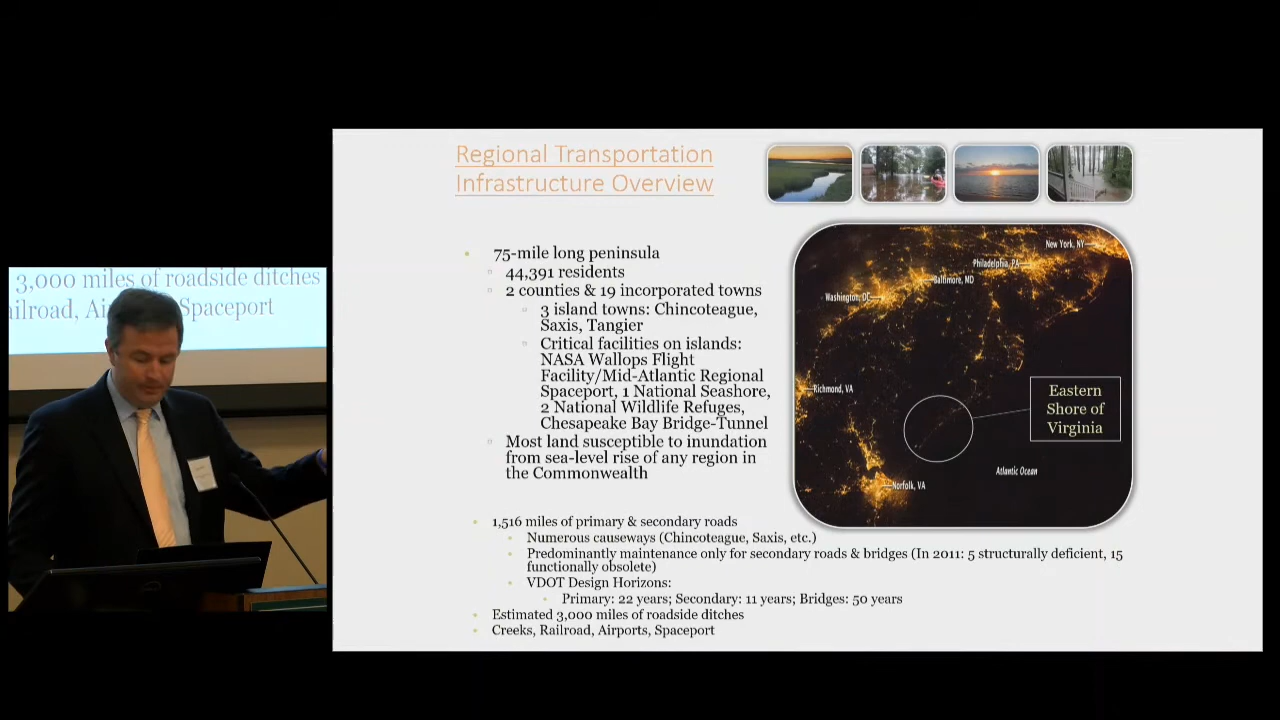 3,000 miles of roadside ditches
Spaceport
Regional Transportation
Infrastructure Overview
75-mile long peninsula
44,391 residents
2 counties & 19 incorporated towns
3 island towns: Chincoteague,
Saxis, Tangier
Critical facilities on islands:
NASA Wallops Flight
Facility/Mid-Atlantic Regional
Spaceport, 1 National Seashore,
2 National Wildlife Refuges,
Chesapeake Bay Bridge-Tunnel
Most land susceptible to inundation
from sea-level rise of any region in
the Commonwealth
New York, NY
Philadelphia, PA
Baltimore, MD
Washington, DC
Richmond, VA
Eastern
Shore of
Virginia
Atlantic Ocean
Norfolk, VA
1,516 miles of primary & secondary roads
Numerous causeways (Chincoteague, Saxis, etc.)
Predominantly maintenance only for secondary roads & bridges (In 2011: 5 structurally deficient, 15
functionally obsolete)
VDOT Design Horizons:
Primary: 22 years; Secondary: 11 years; Bridges: 50 years
Estimated 3,000 miles of roadside ditches
Creeks, Railroad, Airports, Spaceport